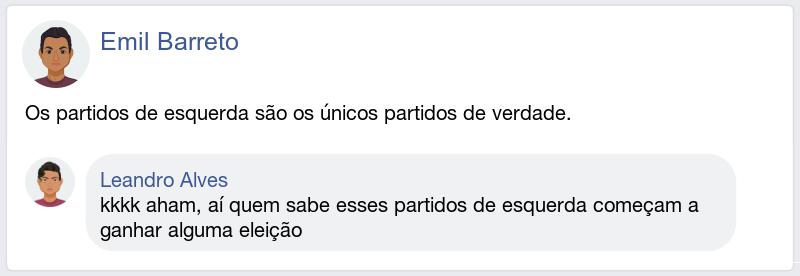 Emil Barreto
Os partidos de esquerda são os únicos partidos de verdade.
Leandro Alves
kkkk aham, aí quem sabe esses partidos de esquerda começam a
ganhar alguma eleição